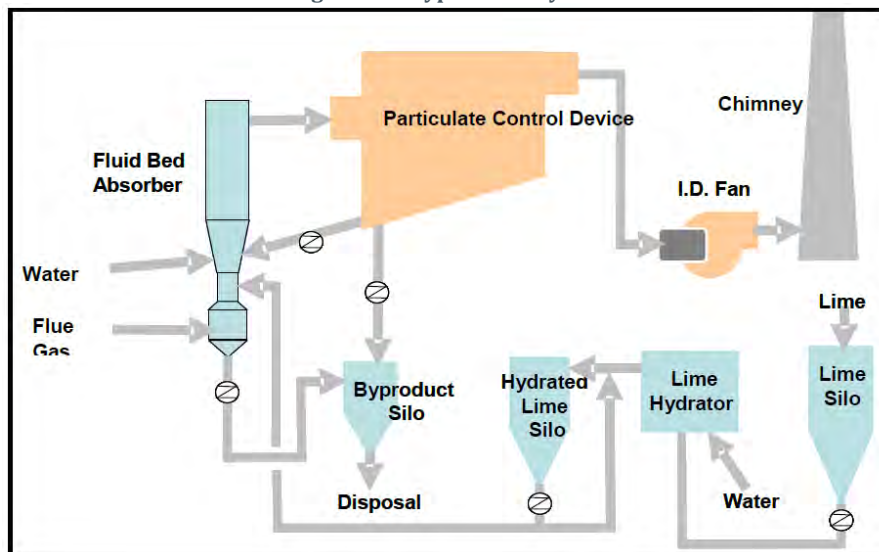 Particulate Control Device
Chimney
Fluid Bed
Absorber
I.D. Fan
Water
Lime
Flue
Gas
Byproduct
Silo
Hydrated
Lime
Silo
Lime
Hydrator
Lime
Silo
Disposal
Water